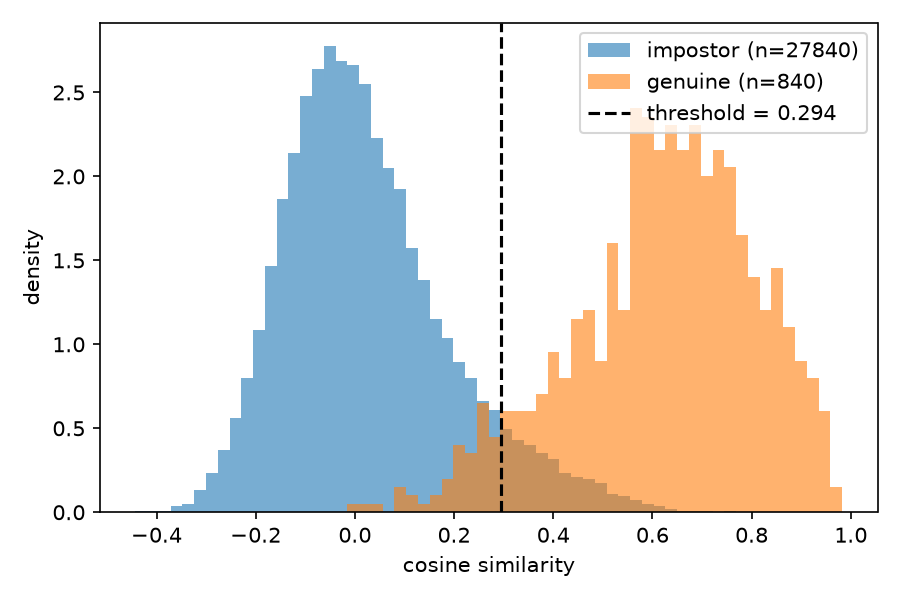 impostor (n=27840)
genuine (n=840)
threshold = 0.294
density
2.5
2.0
1.5
1.0
0.5
0.0
−0.4 −0.2 0.0 0.2 0.4 0.6 0.8 1.0
cosine similarity